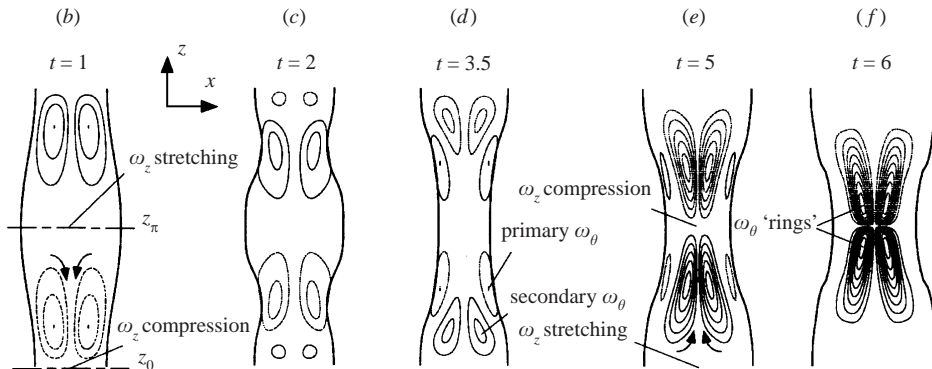 (b) (c) (d) (e) (f)
t = 1 z x t = 2 t = 3.5 t = 5 t = 6
ω_z stretching
z_π
ω_z compression
z_0
primary ω_θ
secondary ω_θ
ω_z compression
ω_z stretching
ω_θ 'rings'